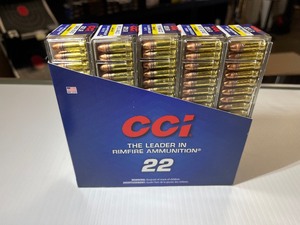 CCi
THE LEADER IN
RIMFIRE AMMUNITION®
22